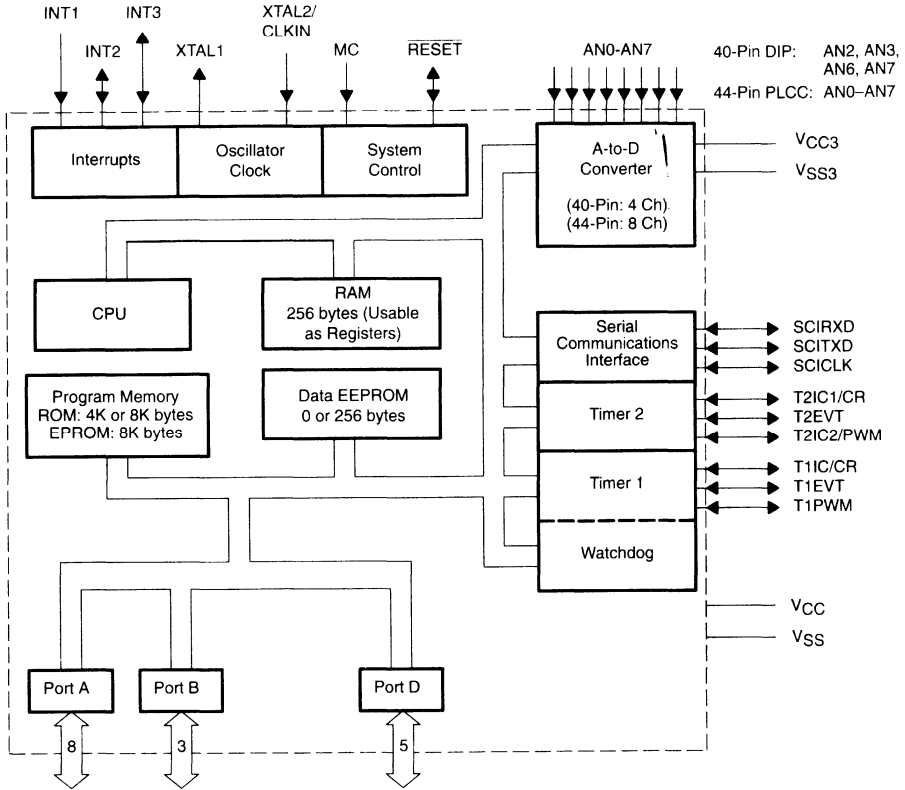 INT1
INT3
XTAL2/
CLKIN
INT2
XTAL1
MC
RESET
AN0-AN7
40-Pin DIP: AN2, AN3,
AN6, AN7
44-Pin PLCC: AN0–AN7
Interrupts
Oscillator
Clock
System
Control
A-to-D
Converter
(40-Pin: 4 Ch)
(44-Pin: 8 Ch)
VCC3
VSS3
CPU
RAM
256 bytes (Usable
as Registers)
Serial
Communications
Interface
SCIRXD
SCITXD
SCICLK
Program Memory
ROM: 4K or 8K bytes
EPROM: 8K bytes
Data EEPROM
0 or 256 bytes
Timer 2
T2IC1/CR
T2EVT
T2IC2/PWM
Timer 1
T1IC/CR
T1EVT
T1PWM
Watchdog
VCC
VSS
Port A
Port B
Port D
8
3
5